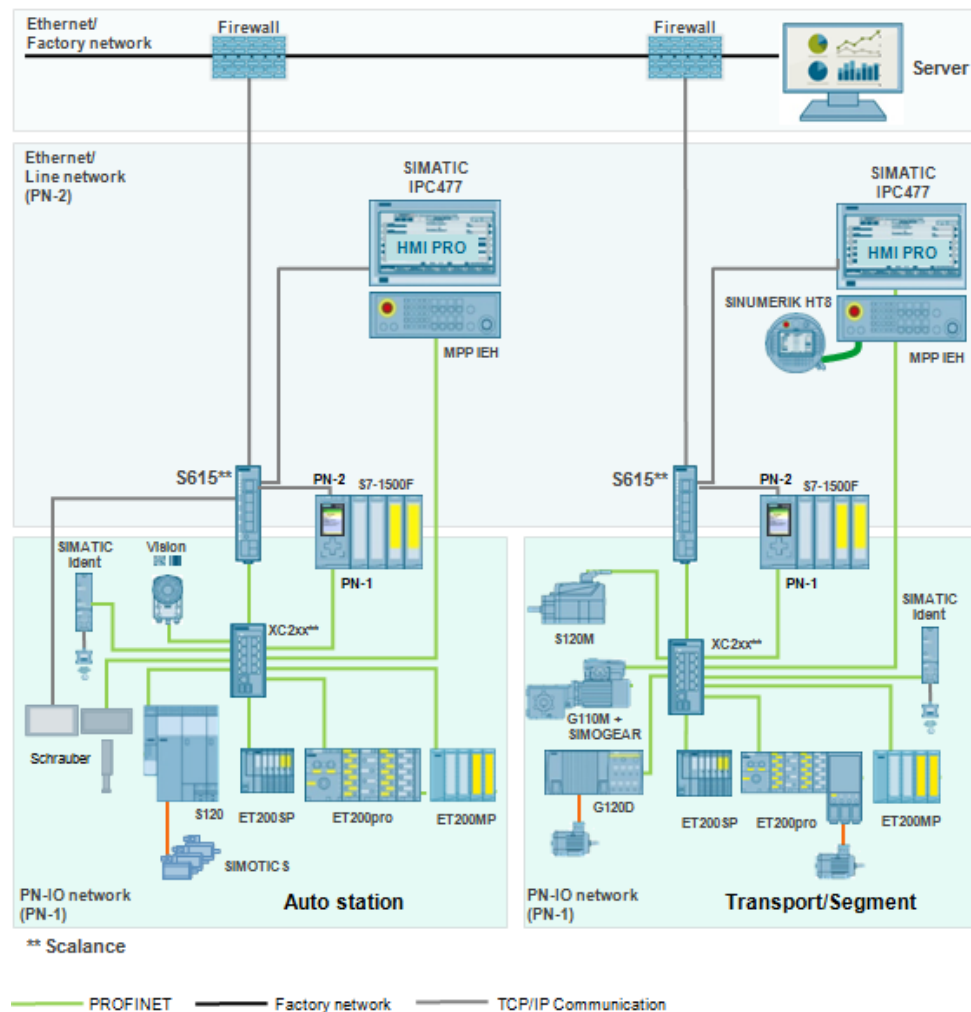 Ethernet/
Factory network
Firewall
Firewall
Server
Ethernet/
Line network
(PN-2)
SIMATIC
IPC477
HMI PRO
MPP IEH
SIMATIC
IPC477
HMI PRO
SINUMERIK HT8
MPP IEH
S615**
PN-2
S7-1500F
PN-1
S615**
PN-2
S7-1500F
PN-1
SIMATIC
Ident
Vision
XC2xx**
Schrauber
S120
ET200SP
ET200pro
ET200MP
SIMOTICS
PN-IO network
(PN-1)
Auto station
S120M
XC2xx**
SIMATIC
Ident
G110M +
SIMOGEAR
G120D
ET200SP
ET200pro
ET200MP
PN-IO network
(PN-1)
Transport/Segment
** Scalance
PROFINET
Factory network
TCP/IP Communication